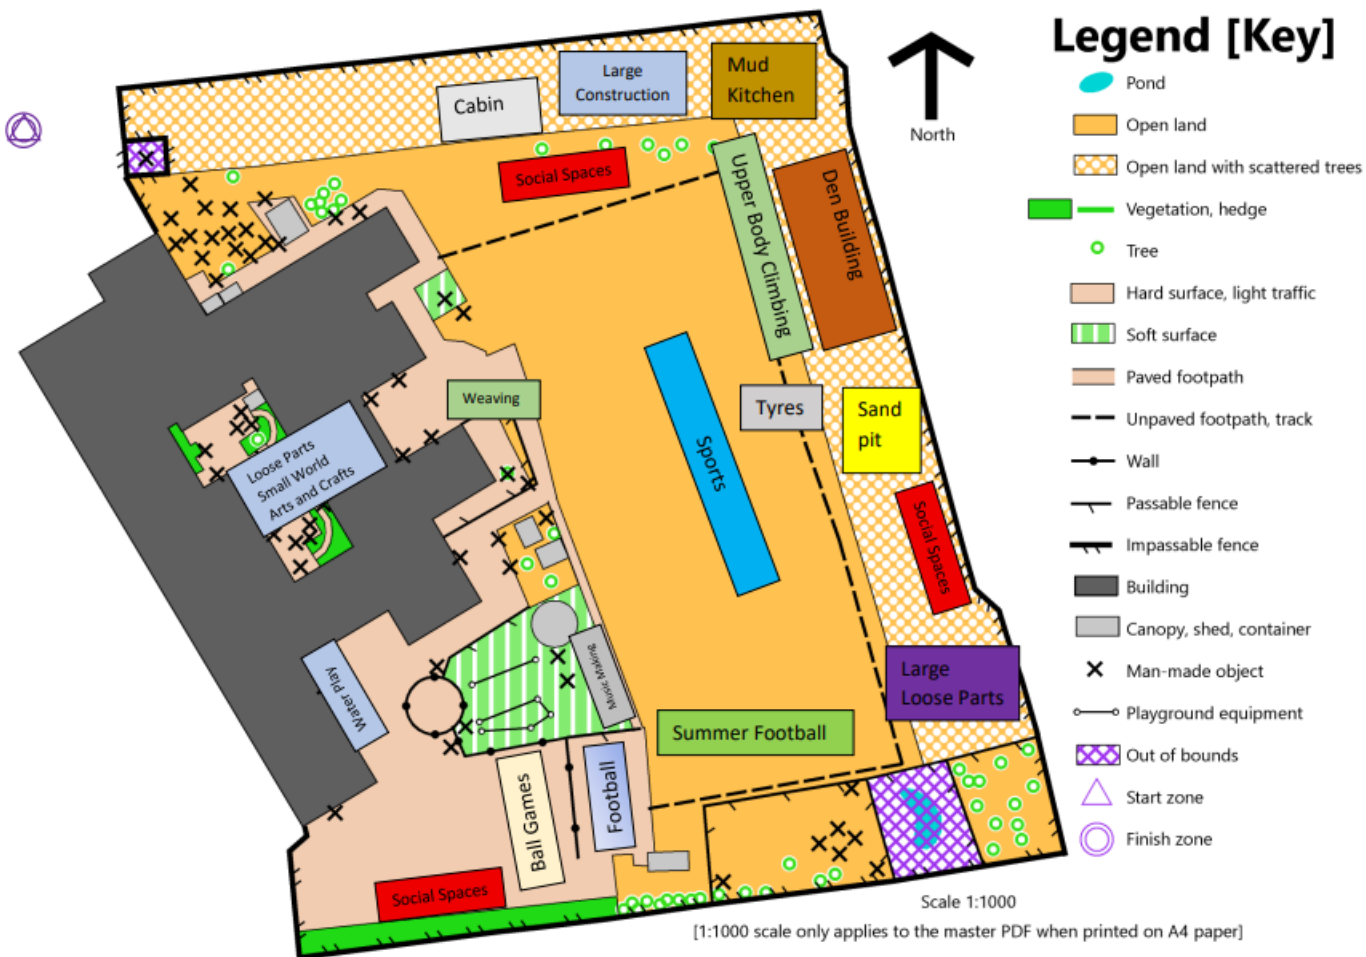 Legend [Key]
Pond
Open land
Open land with scattered trees
Vegetation, hedge
Tree
Hard surface, light traffic
Soft surface
Paved footpath
Unpaved footpath, track
Wall
Passable fence
Impassable fence
Building
Canopy, shed, container
Man-made object
Playground equipment
Out of bounds
Start zone
Finish zone
North
Mud
Kitchen
Large
Construction
Cabin
Social Spaces
Upper Body Climbing
Den Building
Weaving
Tyres
Sand
pit
Sports
Loose Parts
Small World
Arts and Crafts
Social Spaces
Water Play
Music Making
Large
Loose Parts
Summer Football
Football
Ball Games
Social Spaces
Scale 1:1000
[1:1000 scale only applies to the master PDF when printed on A4 paper]